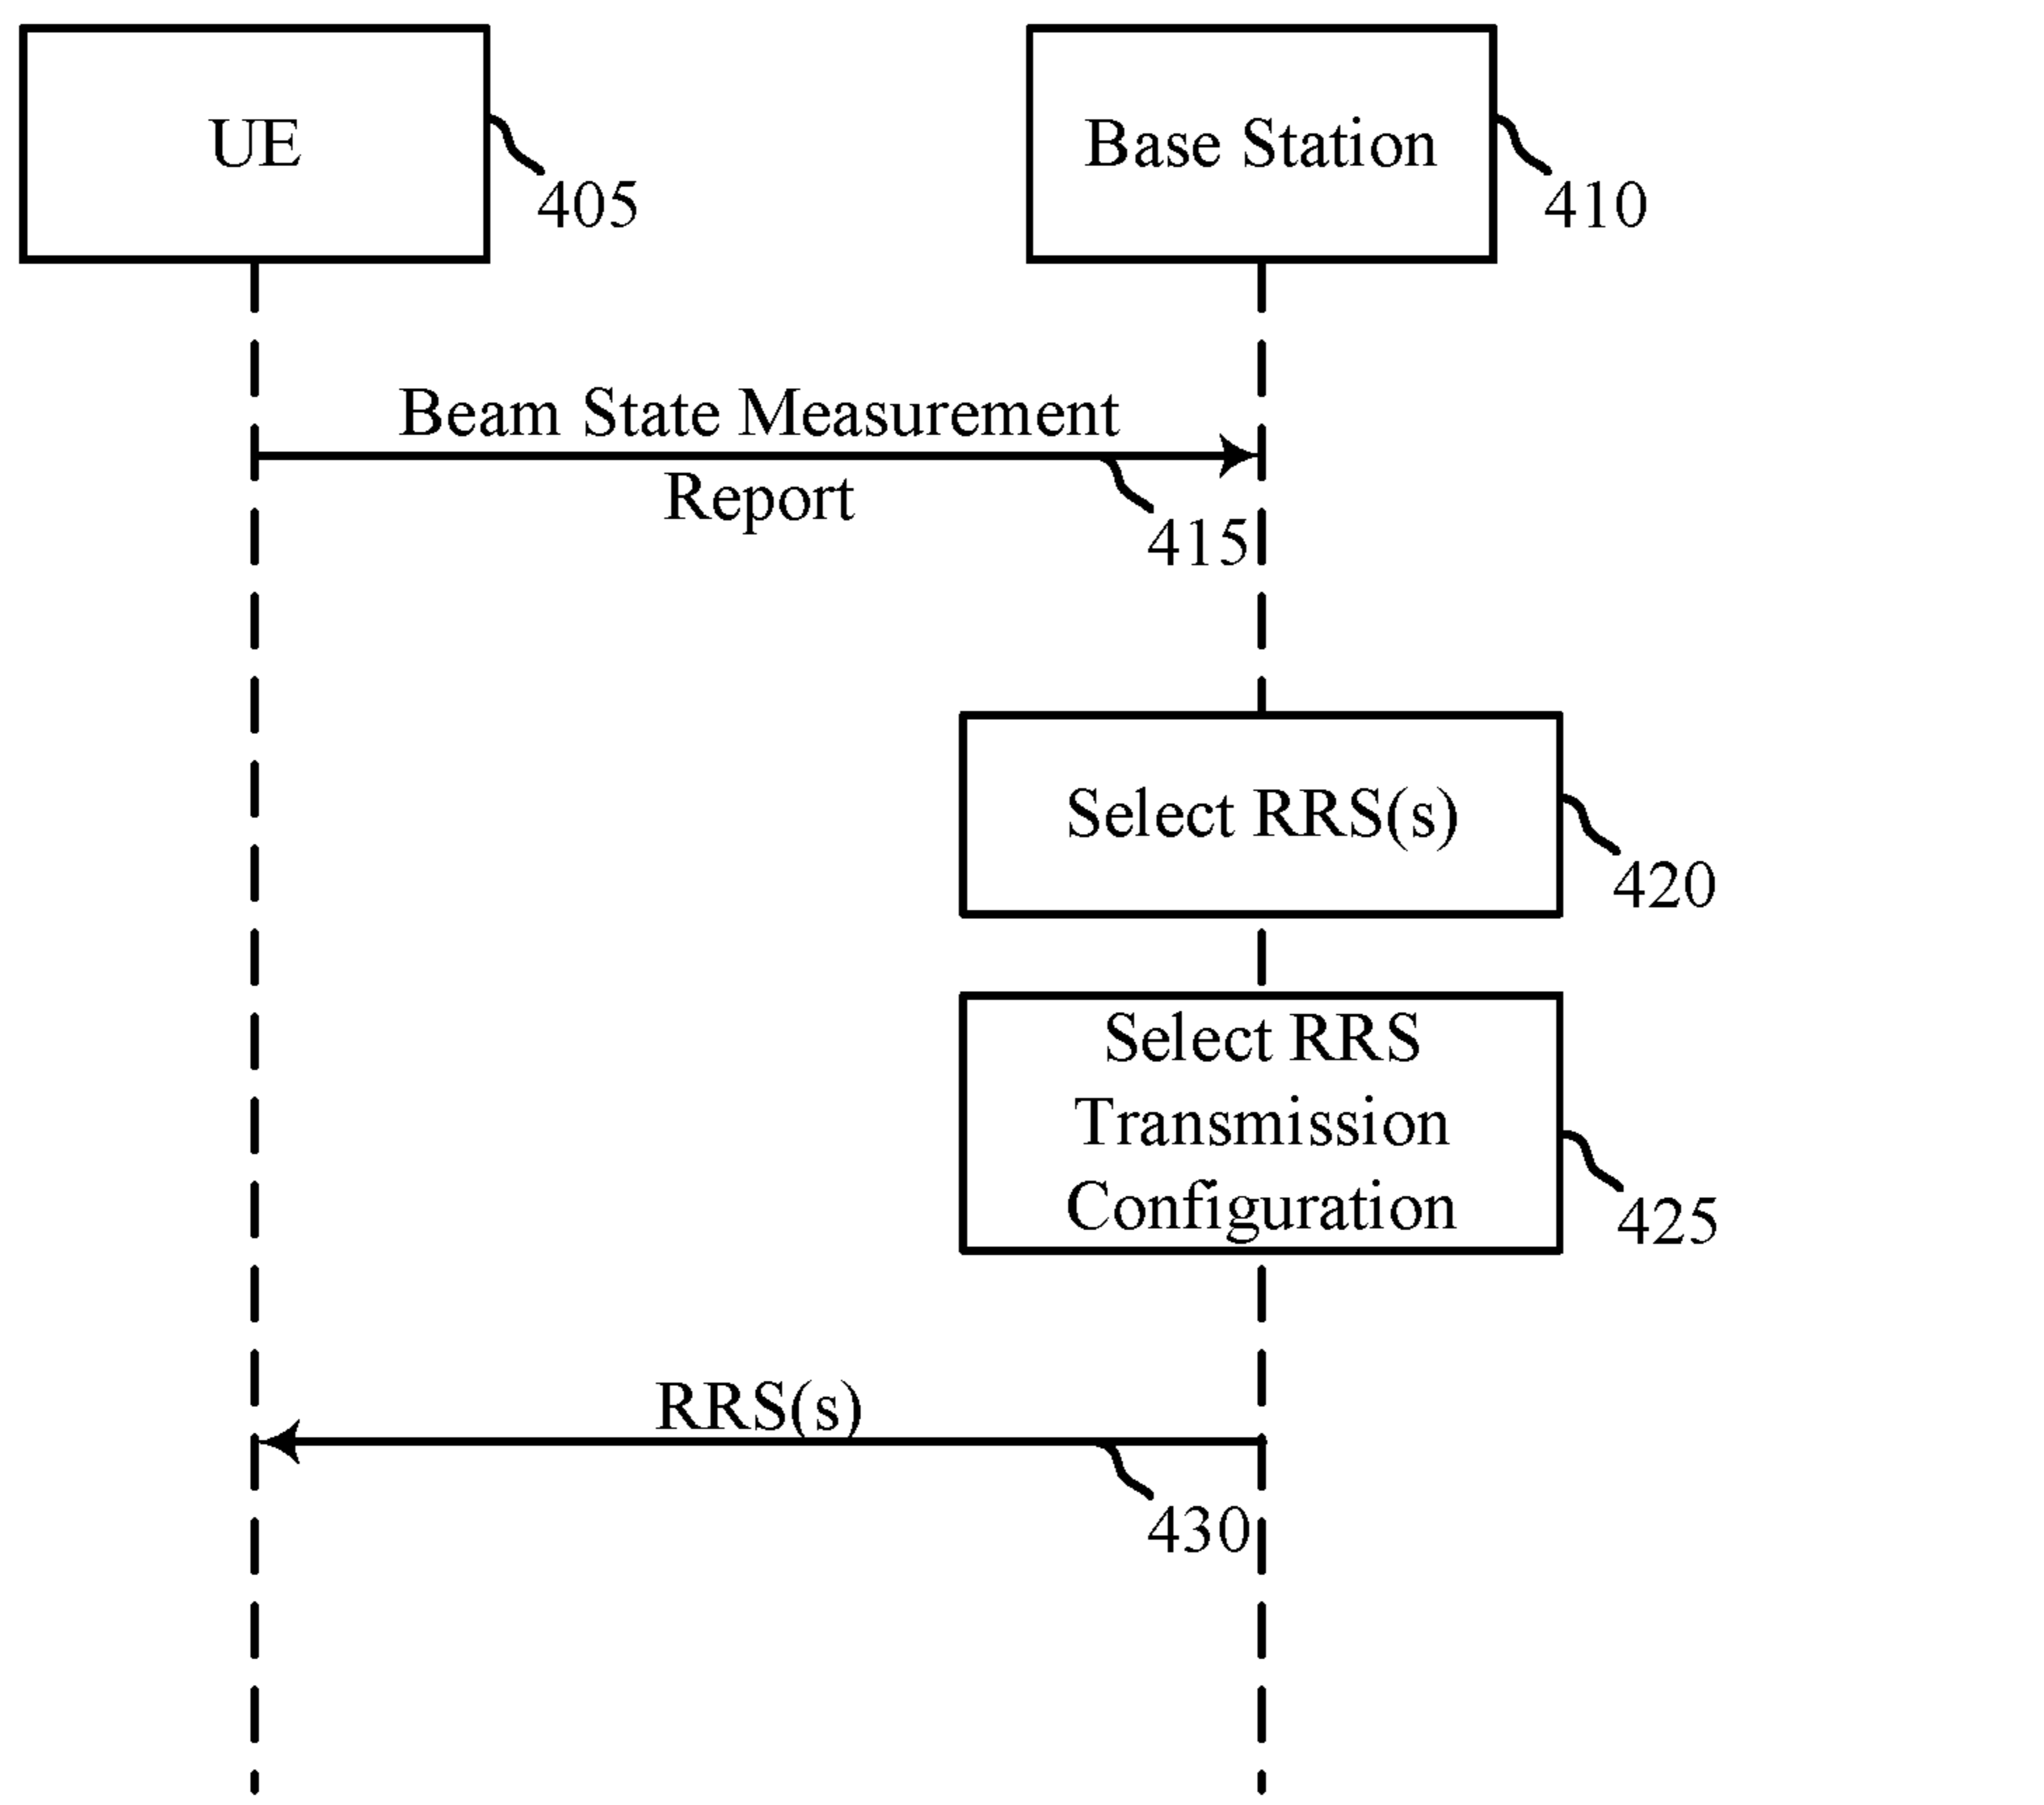 UE
405
Base Station
410
Beam State Measurement
Report
415
Select RRS(s)
420
Select RRS
Transmission
Configuration
425
RRS(s)
430